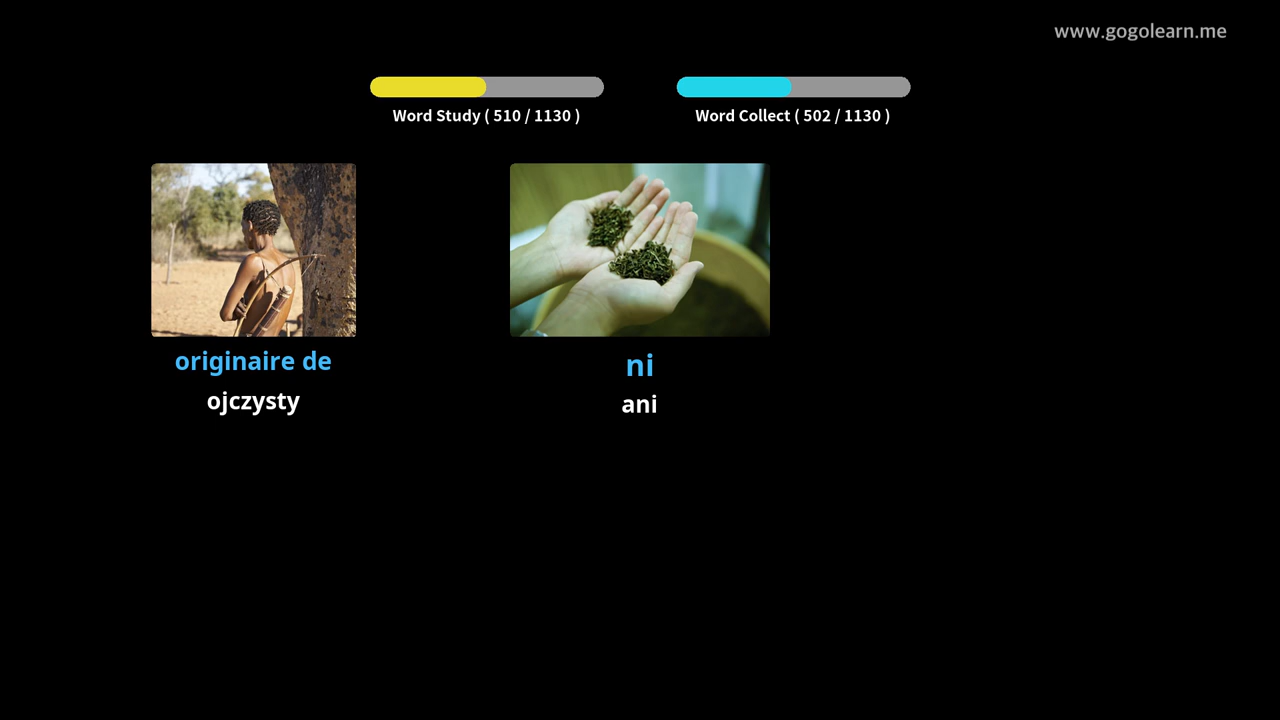 www.gogolearn.me
Word Study ( 510 / 1130 )
Word Collect ( 502 / 1130 )
originaire de
ojczysty
ni
ani